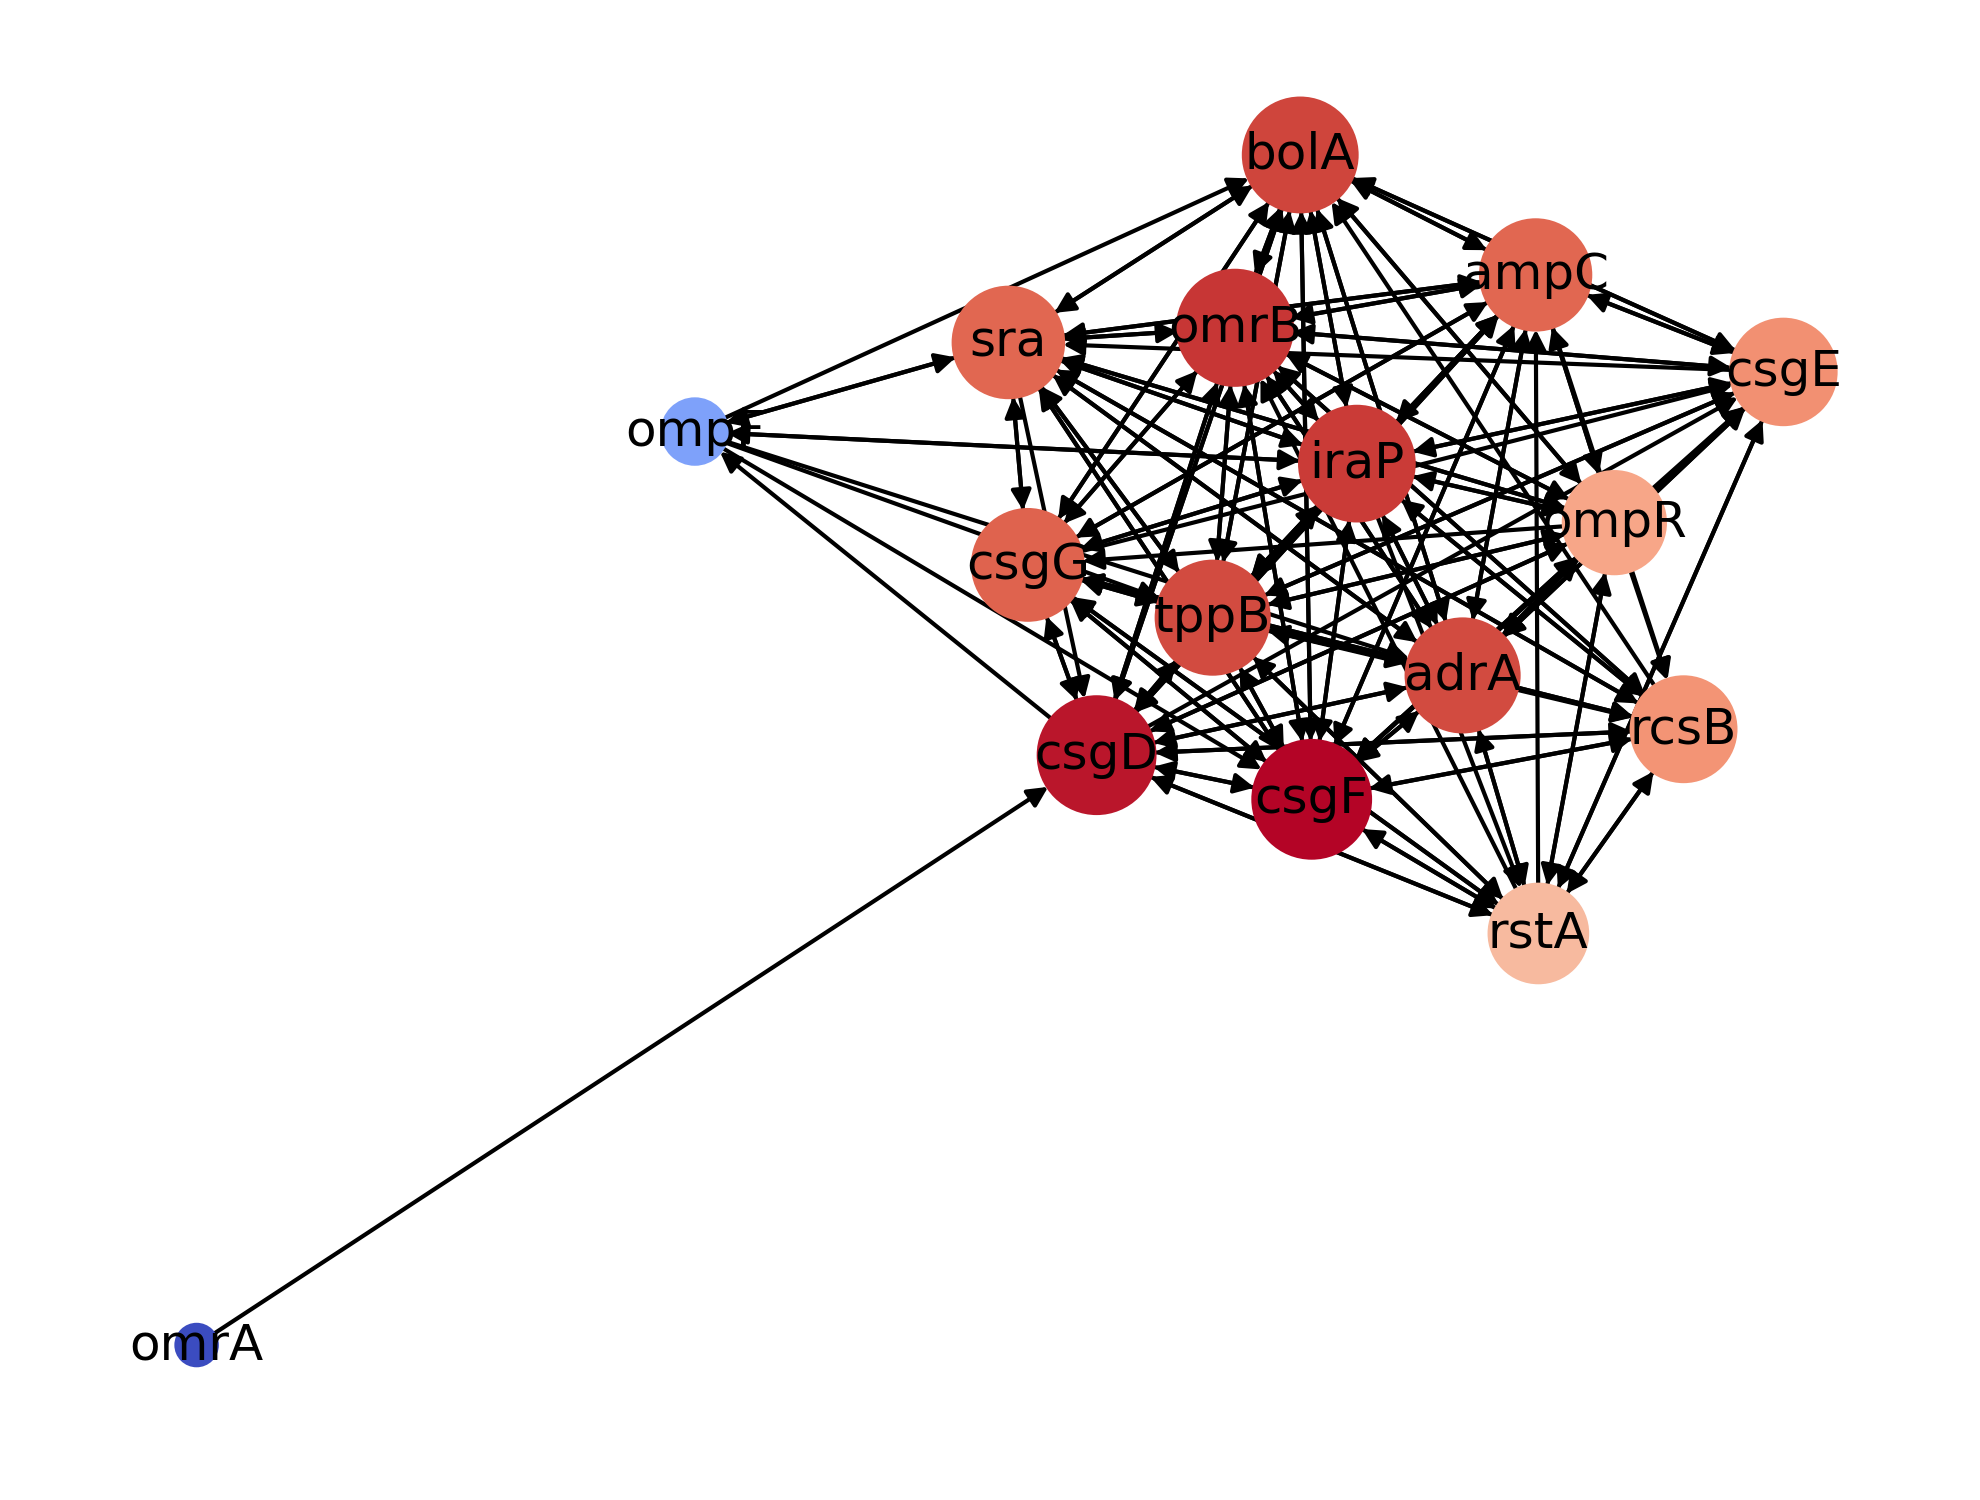 bolA
ampC
sra
omrB
csgE
ompF
iraP
ompR
csgG
tppB
adrA
rcsB
csgD
csgF
rstA
omrA